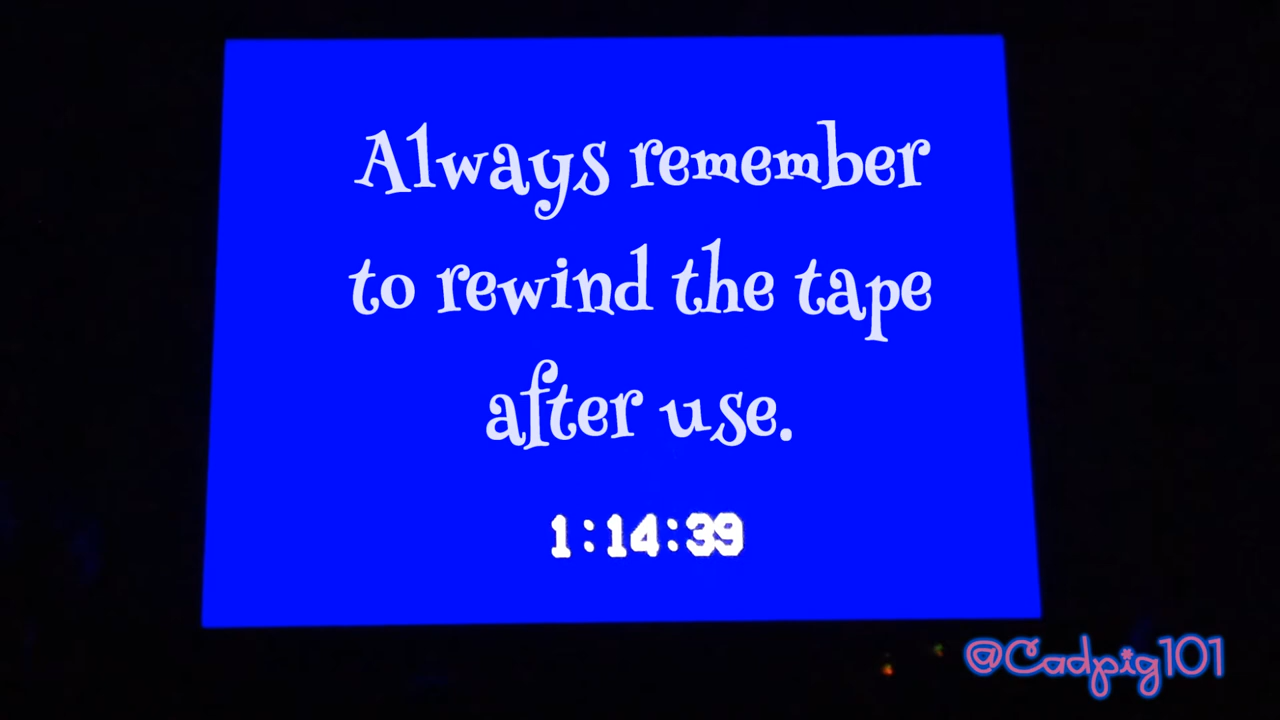 Always remember
to rewind the tape
after use.
1:14:39
@Cadpig101